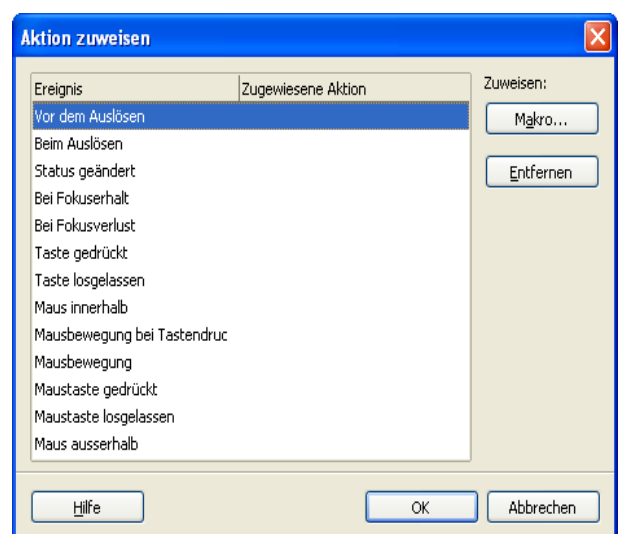 Aktion zuweisen
Ereignis Zugewiesene Aktion
Zuweisen:
Vor dem Auslösen
Makro...
Beim Auslösen
Status geändert
Entfernen
Bei Fokuserhalt
Bei Fokusverlust
Taste gedrückt
Taste losgelassen
Maus innerhalb
Mausbewegung bei Tastendruc
Mausbewegung
Maustaste gedrückt
Maustaste losgelassen
Maus ausserhalb
Hilfe OK Abbrechen